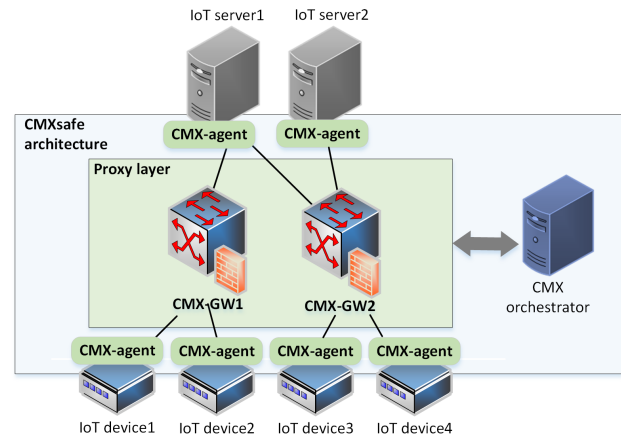 IoT server1
IoT server2
CMXsafe
architecture
CMX-agent
CMX-agent
Proxy layer
CMX-GW1
CMX-GW2
CMX
orchestrator
CMX-agent
CMX-agent
CMX-agent
CMX-agent
IoT device1
IoT device2
IoT device3
IoT device4